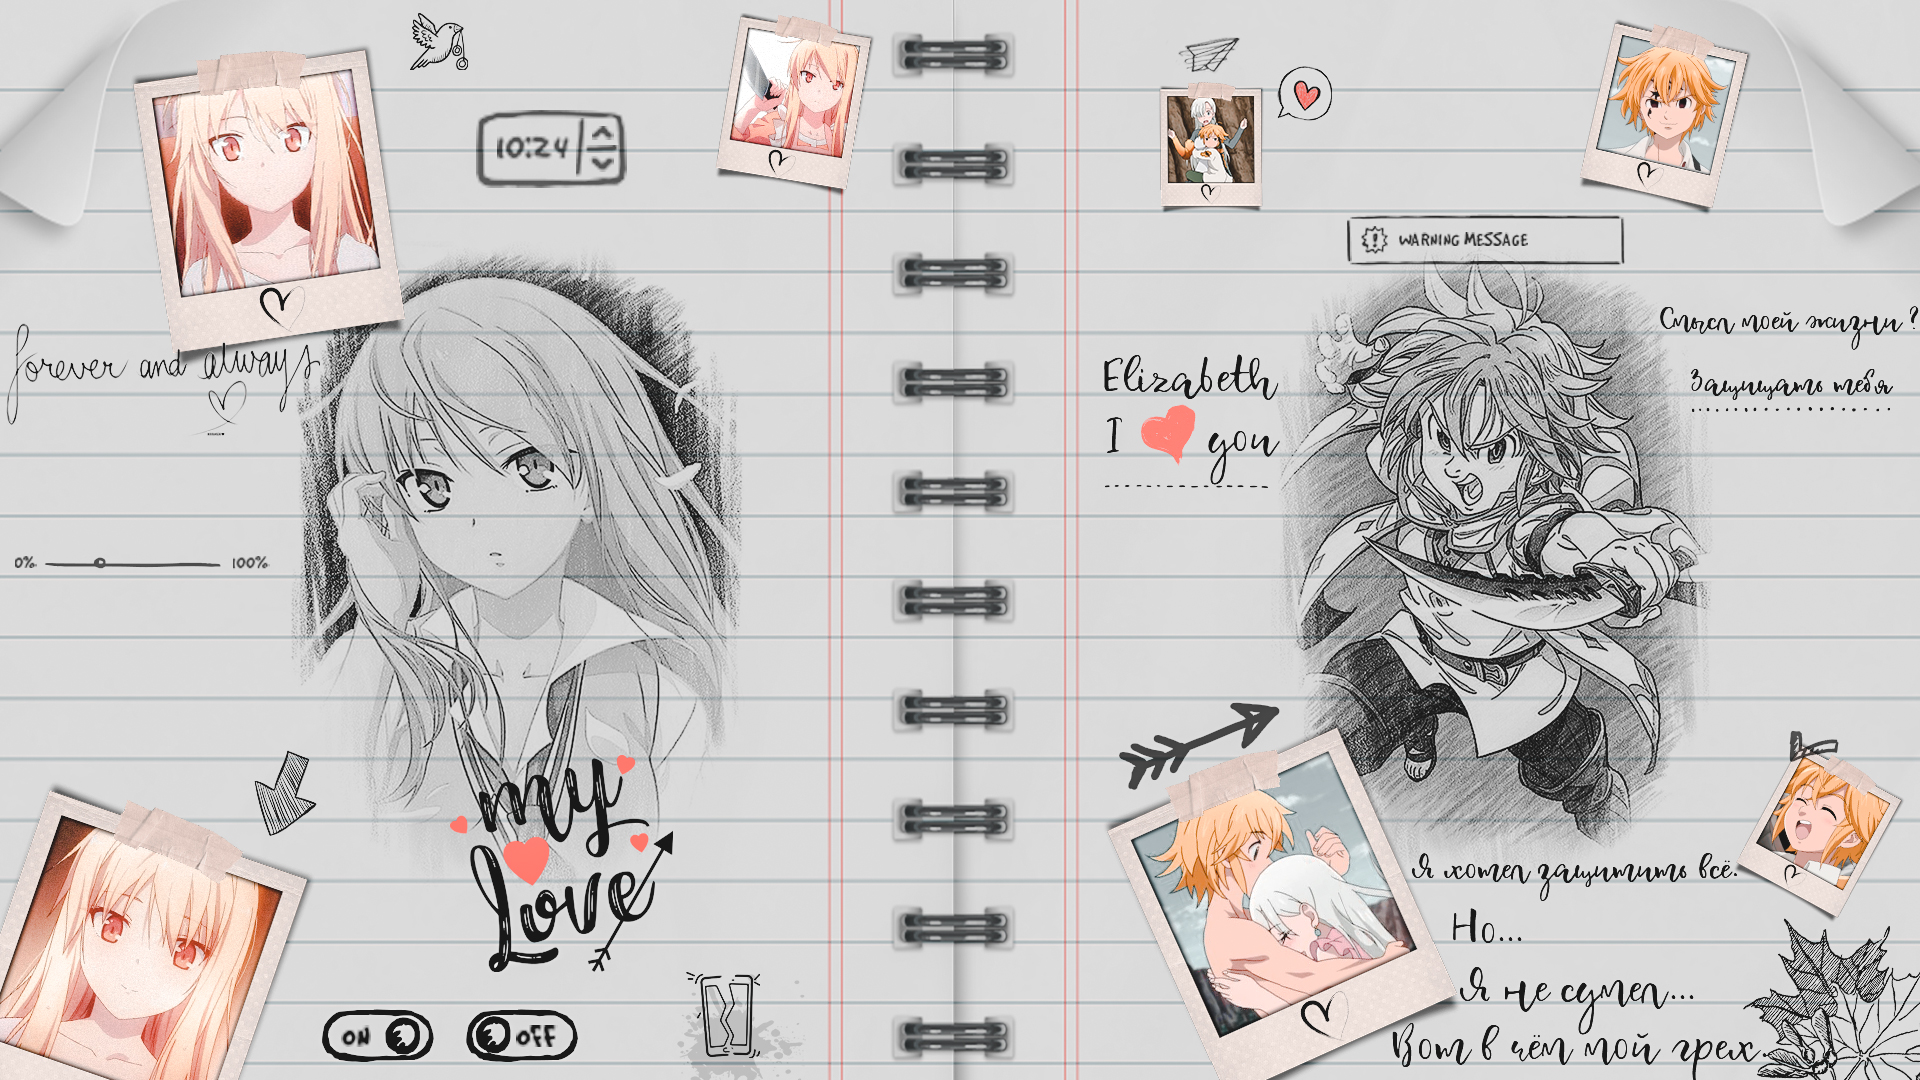 10:24
forever and always
0% 100%
my
Love
ON OFF
WARNING MESSAGE
Смысл моей жизни?
Защищать тебя
Elizabeth
I you
Я хотел защитить всё.
Но...
Я не сумел...
Вот в чём мой грех.